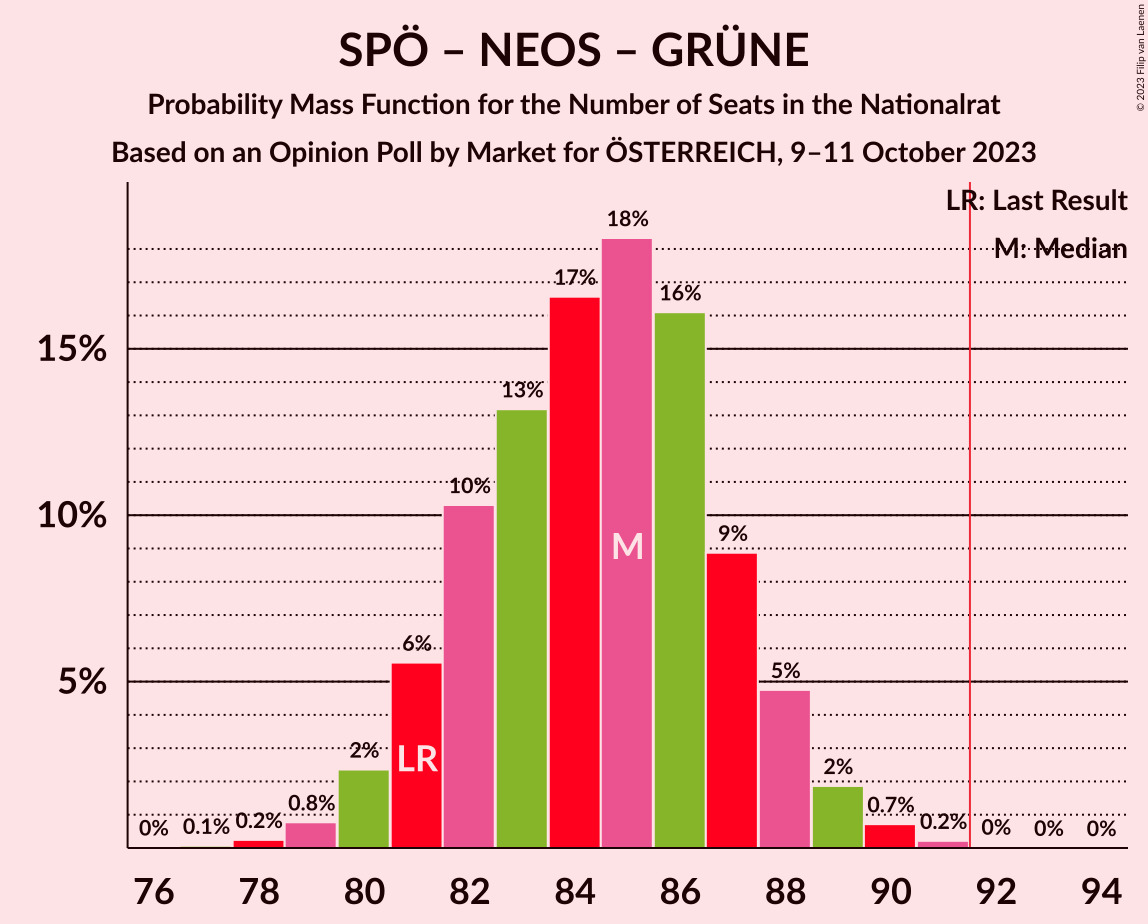 SPÖ – NEOS – GRÜNE
Probability Mass Function for the Number of Seats in the Nationalrat
Based on an Opinion Poll by Market for ÖSTERREICH, 9–11 October 2023
© 2023 Filip van Laenen
LR: Last Result
M: Median
18%
17%
16%
15%
13%
10%
10%
9%
M
6%
5%
5%
LR
2%
2%
0.8%
0.7%
0% 0.1% 0.2% 0.2% 0% 0% 0%
76 78 80 82 84 86 88 90 92 94